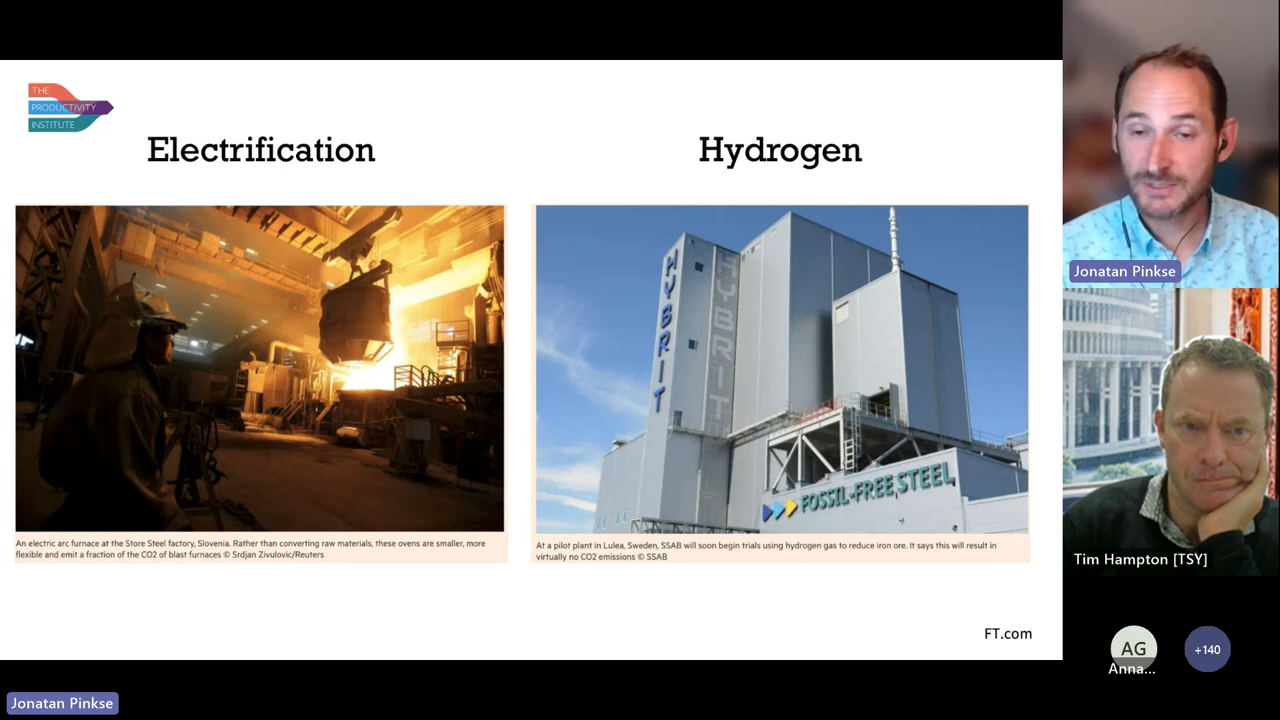 THE
PRODUCTIVITY
INSTITUTE
Electrification
Hydrogen
HYBRIT
HYBRIT
FOSSIL-FREE STEEL
An electric arc furnace at the Store Steel factory, Slovenia. Rather than converting raw materials, these ovens are smaller, more
flexible and emit a fraction of the CO2 of blast furnaces © Srdjan Zivulovic/Reuters
At a pilot plant in Lulea, Sweden, SSAB will soon begin trials using hydrogen gas to reduce iron ore. It says this will result in
virtually no CO2 emissions © SSAB
FT.com
Jonatan Pinkse
Tim Hampton [TSY]
AG
Anna...
+140
Jonatan Pinkse